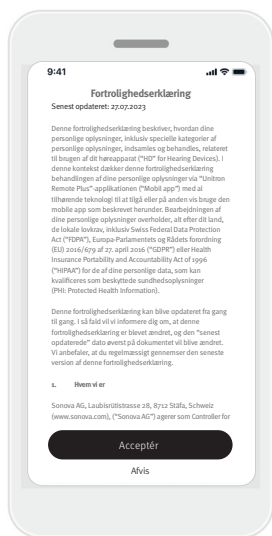 9:41
Fortrolighedserklæring
Senest opdateret: 27.07.2023
Denne fortrolighedserklæring beskriver, hvordan dine
personlige oplysninger, inklusiv specielle kategorier af
personlige oplysninger, indsamles og behandles, relateret
til brugen af dit høreapparat (“HD” for Hearing Devices). I
denne kontekst dækker denne fortrolighedserklæring
behandlingen af dine personlige oplysninger via “Unitron
Remote Plus”-applikationen (“Mobil app”) med al
tilhørende teknologi til at tilgå eller på anden vis bruge den
mobile app som beskrevet herunder. Bearbejdningen af
dine personlige oplysninger overholder, alt efter dit land,
de lokale lovkrav, inklusiv Swiss Federal Data Protection
Act (“FDPA”), Europa-Parlamentets og Rådets forordning
(EU) 2016/679 af 27. april 2016 (“GDPR”) eller Health
Insurance Portability and Accountability Act of 1996
(“HIPAA”) for de af dine personlige data, som kan
kvalificeres som beskyttede sundhedsoplysninger
(PHI: Protected Health Information).
Denne fortrolighedserklæring kan blive opdateret fra gang
til gang. I så fald vil vi informere dig om, at denne
fortrolighedserklæring er blevet ændret, og den “senest
opdaterede” dato øverst på dokumentet vil blive ændret.
Vi anbefaler, at du regelmæssigt gennemser den seneste
version af denne fortrolighedserklæring.
1. Hvem vi er
Sonova AG, Laubisrütistrasse 28, 8712 Stäfa, Schweiz
(www.sonova.com), (“Sonova AG”) agerer som Controller for
Acceptér
Afvis